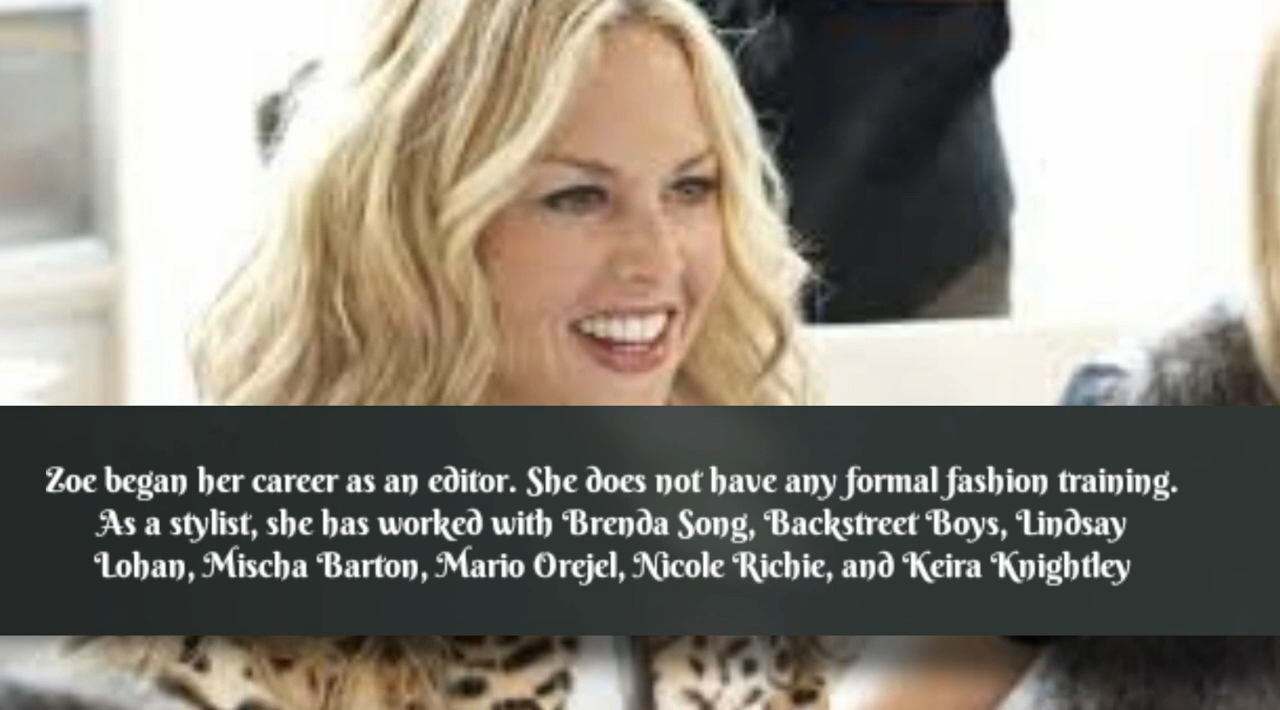 Zoe began her career as an editor. She does not have any formal fashion training.
As a stylist, she has worked with Brenda Song, Backstreet Boys, Lindsay
Lohan, Mischa Barton, Mario Orejel, Nicole Richie, and Keira Knightley